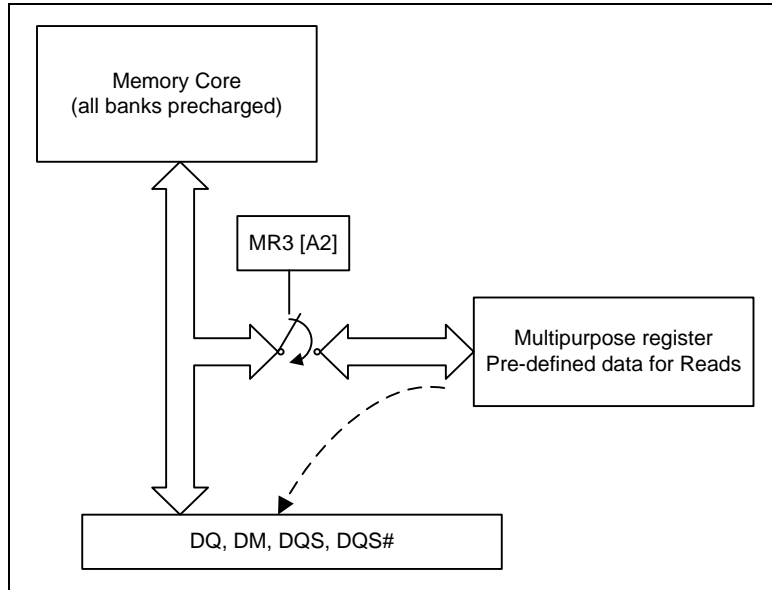 Memory Core
(all banks precharged)
MR3 [A2]
Multipurpose register
Pre-defined data for Reads
DQ, DM, DQS, DQS#